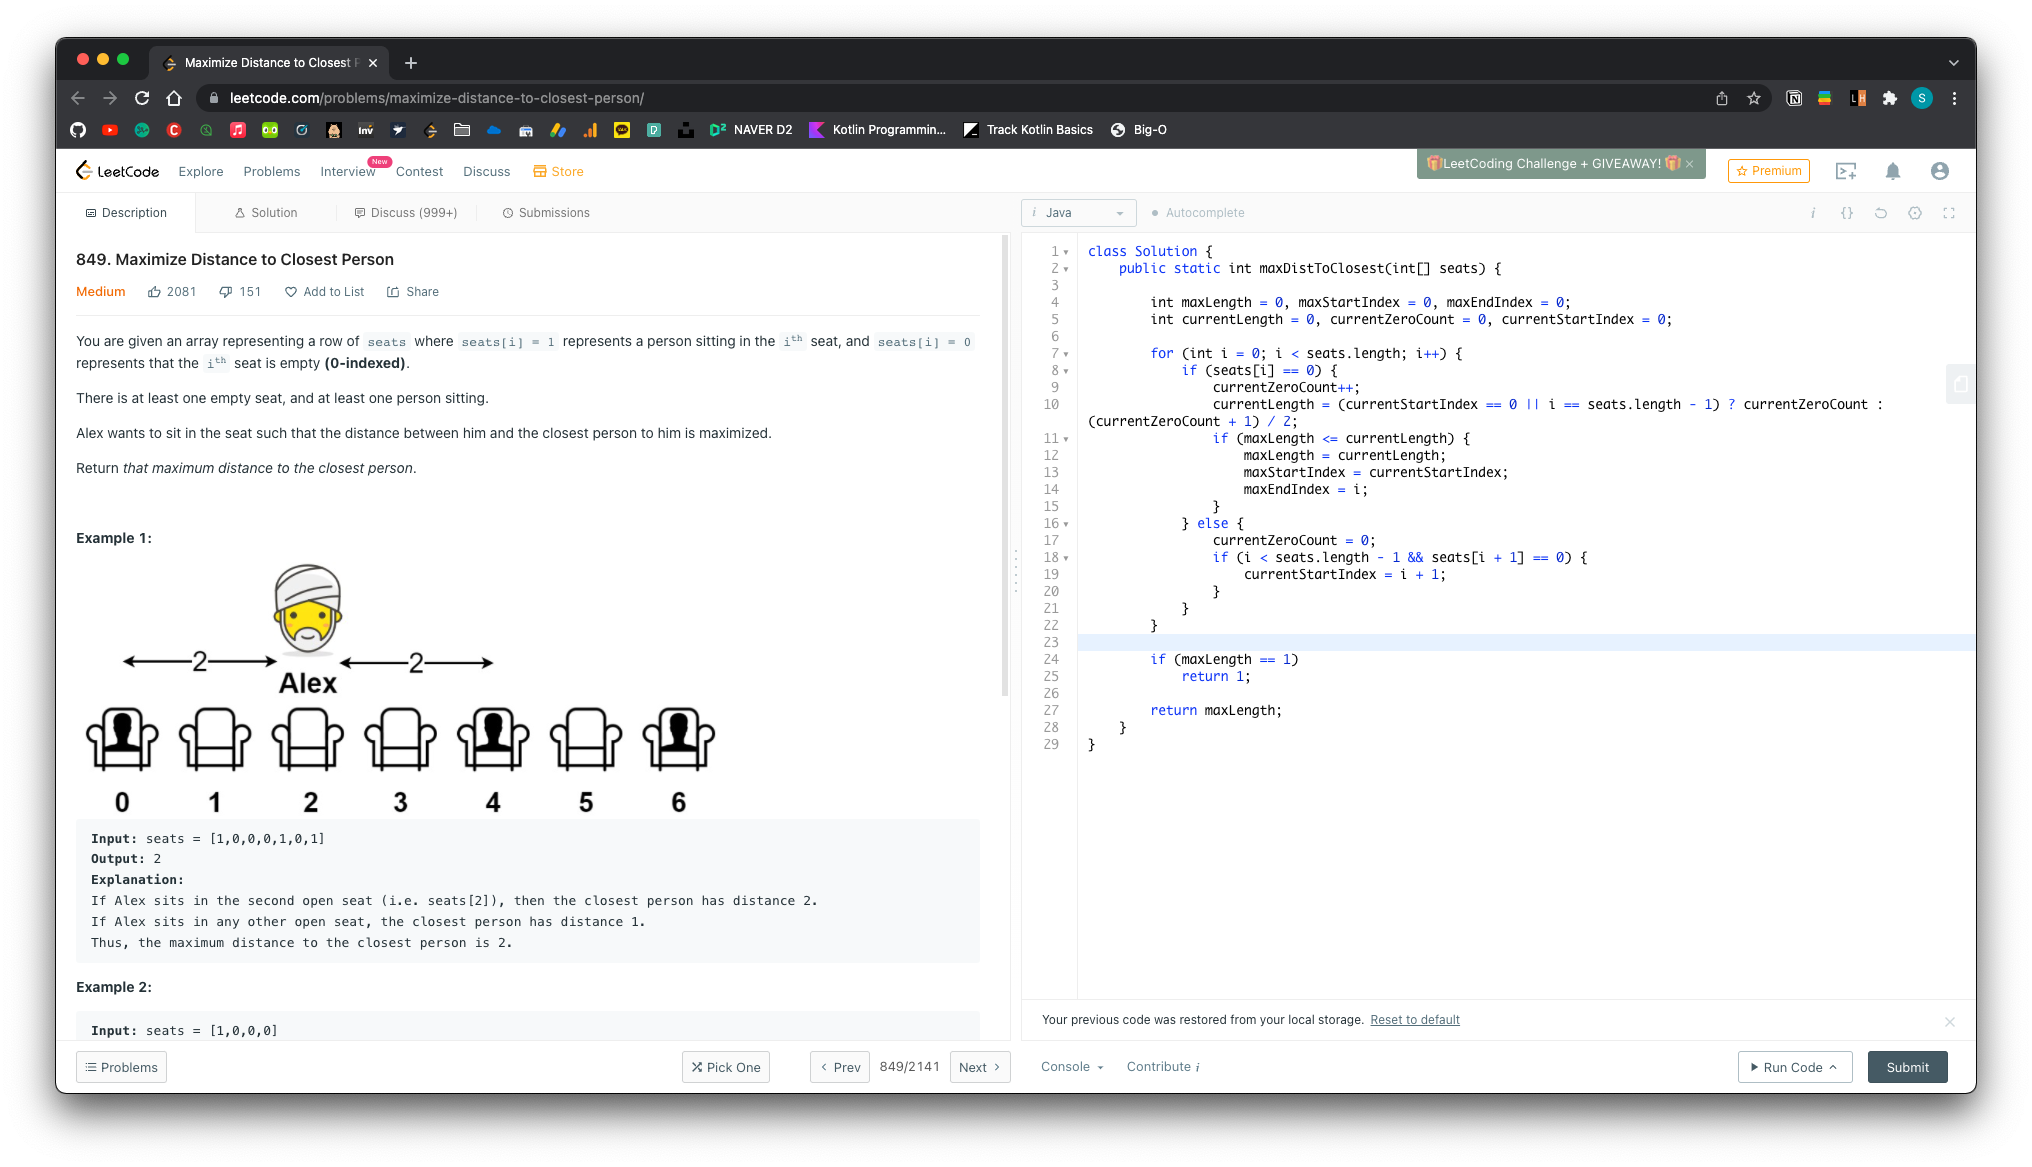 Maximize Distance to Closest P
leetcode.com/problems/maximize-distance-to-closest-person/
S
Inv
NAVER D2
Kotlin Programmin...
Track Kotlin Basics
Big-O
LeetCode
Explore
Problems
Interview
New
Contest
Discuss
Store
LeetCoding Challenge + GIVEAWAY!
Premium
Description
Solution
Discuss (999+)
Submissions
i Java
Autocomplete
849. Maximize Distance to Closest Person
Medium
2081
151
Add to List
Share
You are given an array representing a row of seats where seats[i] = 1 represents a person sitting in the ith seat, and seats[i] = 0
represents that the ith seat is empty (0-indexed).
There is at least one empty seat, and at least one person sitting.
Alex wants to sit in the seat such that the distance between him and the closest person to him is maximized.
Return that maximum distance to the closest person.
Example 1:
2 2
Alex
0 1 2 3 4 5 6
Input: seats = [1,0,0,0,1,0,1]
Output: 2
Explanation:
If Alex sits in the second open seat (i.e. seats[2]), then the closest person has distance 2.
If Alex sits in any other open seat, the closest person has distance 1.
Thus, the maximum distance to the closest person is 2.
Example 2:
Input: seats = [1,0,0,0]
Problems
Pick One
Prev
849/2141
Next
1 class Solution {
2 public static int maxDistToClosest(int[] seats) {
3
4 int maxLength = 0, maxStartIndex = 0, maxEndIndex = 0;
5 int currentLength = 0, currentZeroCount = 0, currentStartIndex = 0;
6
7 for (int i = 0; i < seats.length; i++) {
8 if (seats[i] == 0) {
9 currentZeroCount++;
10 currentLength = (currentStartIndex == 0 || i == seats.length - 1) ? currentZeroCount :
(currentZeroCount + 1) / 2;
11 if (maxLength <= currentLength) {
12 maxLength = currentLength;
13 maxStartIndex = currentStartIndex;
14 maxEndIndex = i;
15 }
16 } else {
17 currentZeroCount = 0;
18 if (i < seats.length - 1 && seats[i + 1] == 0) {
19 currentStartIndex = i + 1;
20 }
21 }
22 }
23
24 if (maxLength == 1)
25 return 1;
26
27 return maxLength;
28 }
29 }
Your previous code was restored from your local storage. Reset to default
Console
Contribute i
Run Code
Submit